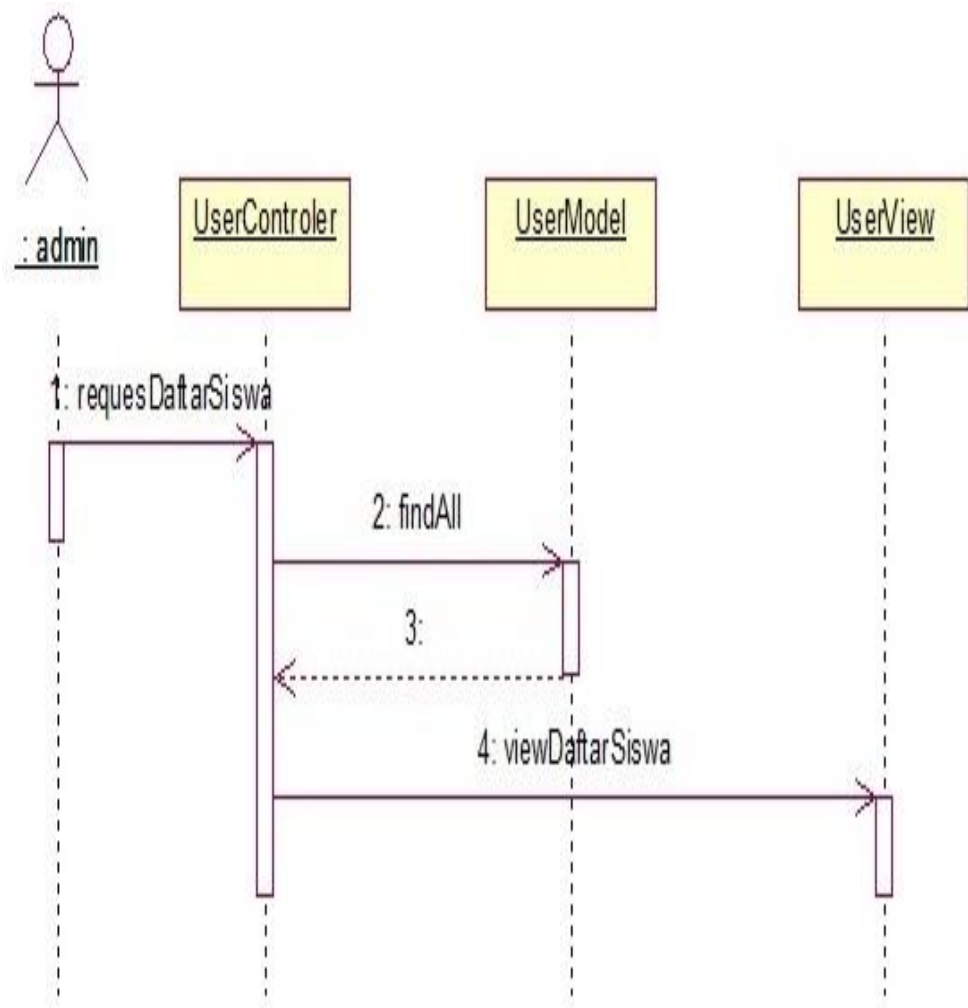 : admin
UserControler
UserModel
UserView
1: requesDaftarSiswa
2: findAll
3:
4: viewDaftarSiswa